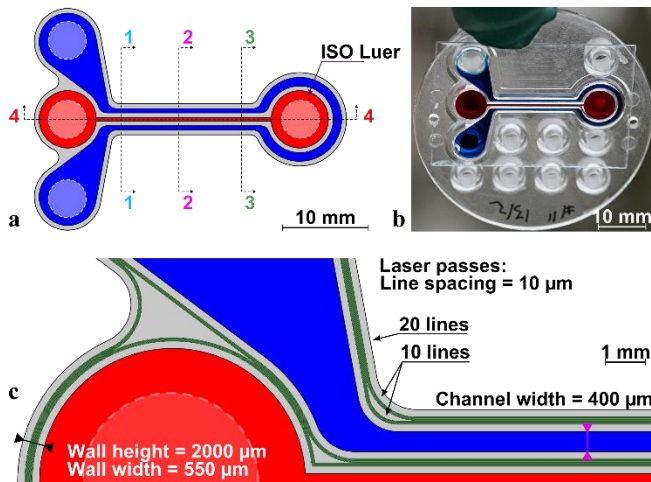 1 2 3
ISO Luer
4 4
1 2 3
10 mm
a
b
10 mm
Laser passes:
Line spacing = 10 µm
20 lines
10 lines
1 mm
Channel width = 400 µm
c
Wall height = 2000 µm
Wall width = 550 µm